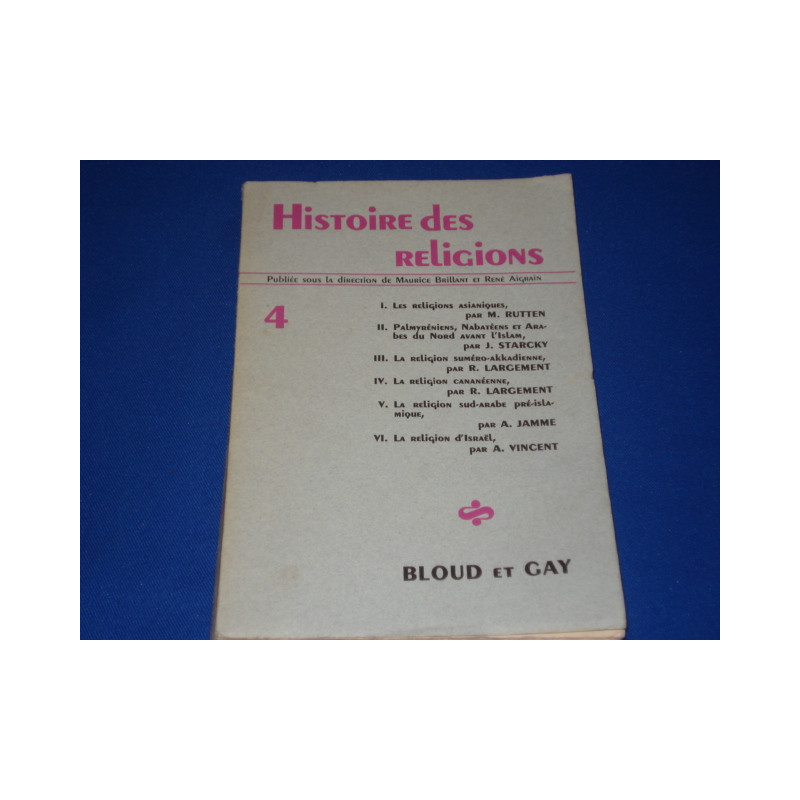 Histoire des
religions
Publiée sous la direction de Maurice Brillant et René Aigrain
4
I. Les religions asianiques,
par M. RUTTEN
II. Palmyréniens, Nabatéens et Ara-
bes du Nord avant l'Islam,
par J. STARCKY
III. La religion suméro-akkadienne,
par R. LARGEMENT
IV. La religion cananéenne,
par R. LARGEMENT
V. La religion sud-arabe pré-isla-
mique,
par A. JAMME
VI. La religion d'Israël,
par A. VINCENT
BLOUD et GAY